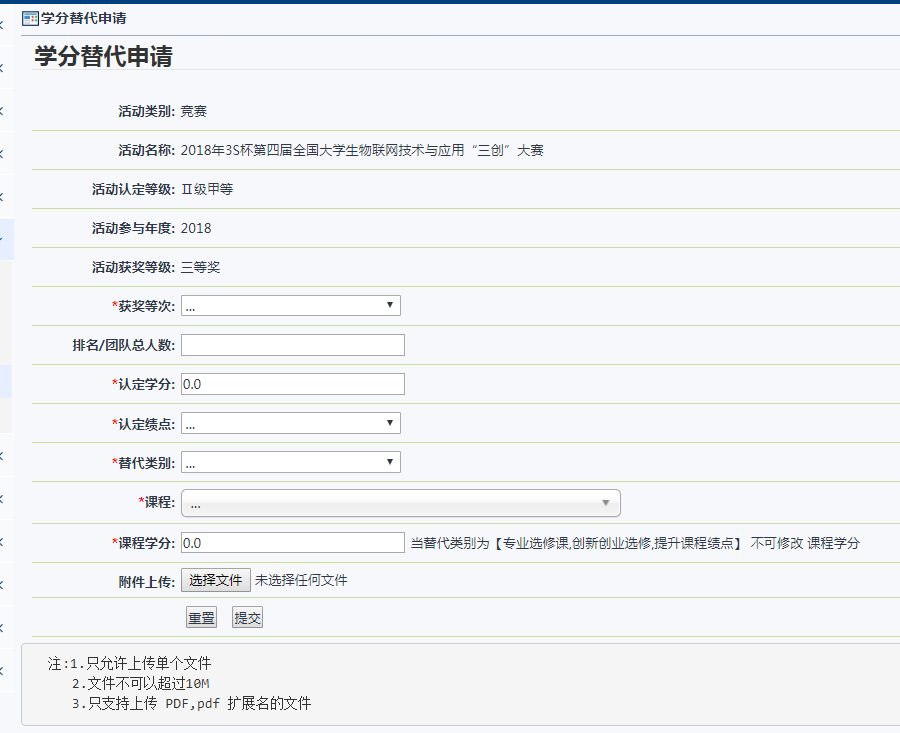 学分替代申请
学分替代申请
活动类别: 竞赛
活动名称: 2018年3S杯第四届全国大学生物联网技术与应用“三创”大赛
活动认定等级: II级甲等
活动参与年度: 2018
活动获奖等级: 三等奖
*获奖等次: ...
排名/团队总人数:
*认定学分: 0.0
*认定绩点: ...
*替代类别: ...
*课程: ...
*课程学分: 0.0 当替代类别为【专业选修课,创新创业选修,提升课程绩点】 不可修改 课程学分
附件上传: 选择文件 未选择任何文件
重置 提交
注:1.只允许上传单个文件
2.文件不可以超过10M
3.只支持上传 PDF,pdf 扩展名的文件